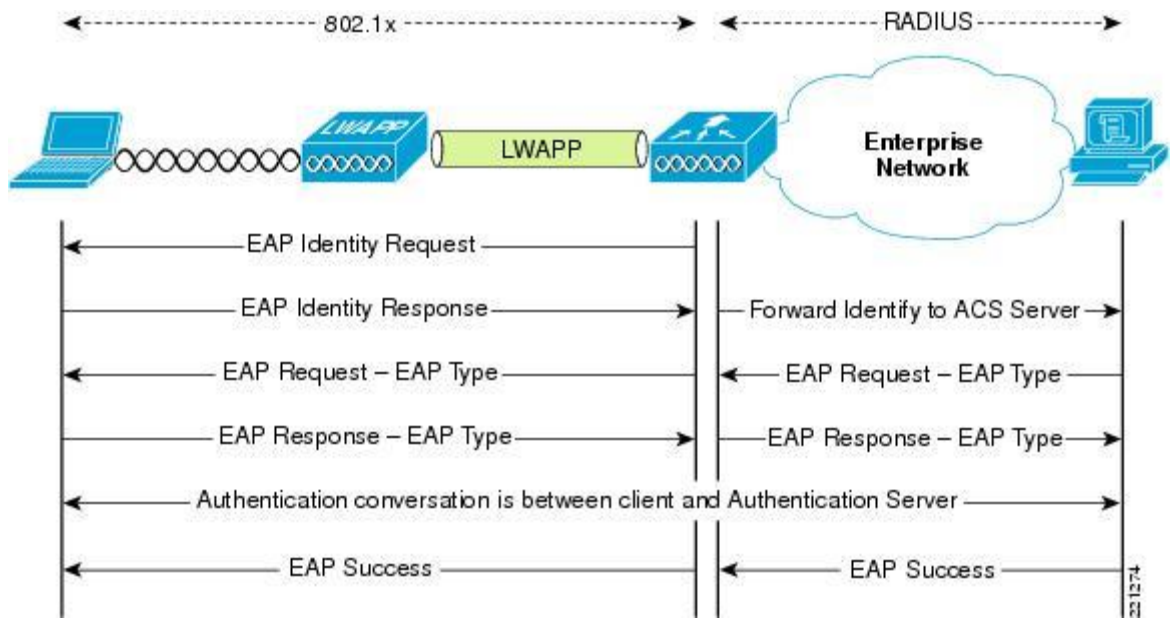 802.1x
RADIUS
LWAPP
LWAPP
Enterprise
Network
EAP Identity Request
EAP Identity Response
Forward Identify to ACS Server
EAP Request – EAP Type
EAP Request – EAP Type
EAP Response – EAP Type
EAP Response – EAP Type
Authentication conversation is between client and Authentication Server
EAP Success
EAP Success
221274